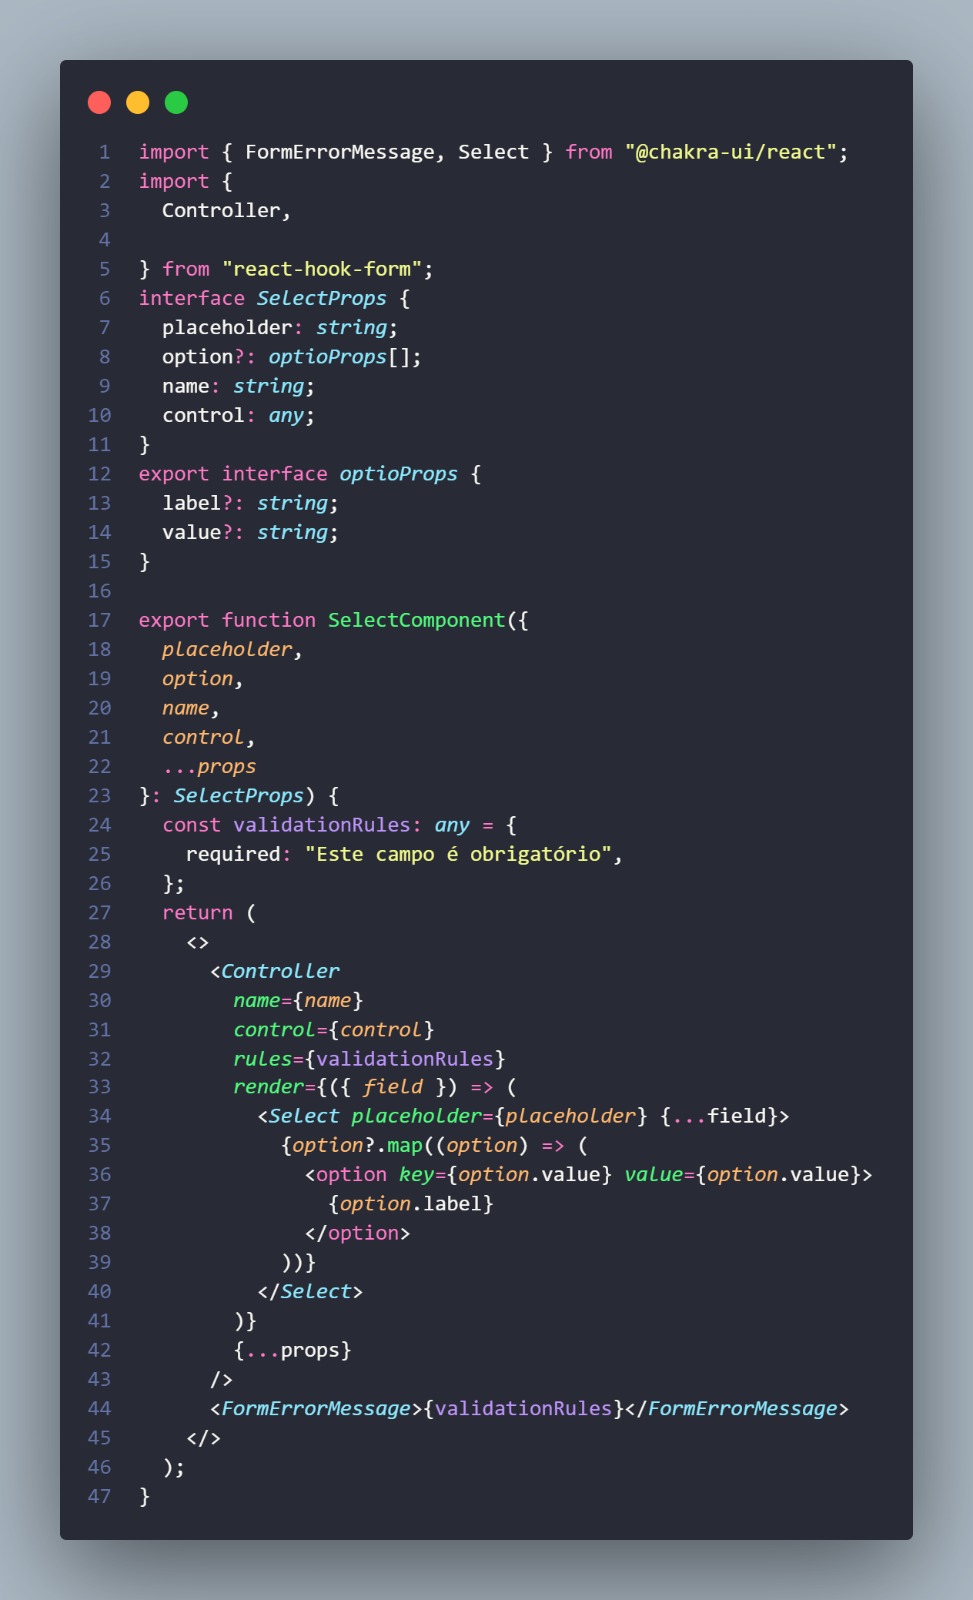 1 import { FormErrorMessage, Select } from "@chakra-ui/react";
2 import {
3   Controller,
4
5 } from "react-hook-form";
6 interface SelectProps {
7   placeholder: string;
8   option?: optioProps[];
9   name: string;
10   control: any;
11 }
12 export interface optioProps {
13   label?: string;
14   value?: string;
15 }
16
17 export function SelectComponent({
18   placeholder,
19   option,
20   name,
21   control,
22   ...props
23 }: SelectProps) {
24   const validationRules: any = {
25     required: "Este campo é obrigatório",
26   };
27   return (
28     <>
29       <Controller
30         name={name}
31         control={control}
32         rules={validationRules}
33         render={({ field }) => (
34           <Select placeholder={placeholder} {...field}>
35             {option?.map((option) => (
36               <option key={option.value} value={option.value}>
37                 {option.label}
38               </option>
39             ))}
40           </Select>
41         )}
42         {...props}
43       />
44       <FormErrorMessage>{validationRules}</FormErrorMessage>
45     </>
46   );
47 }